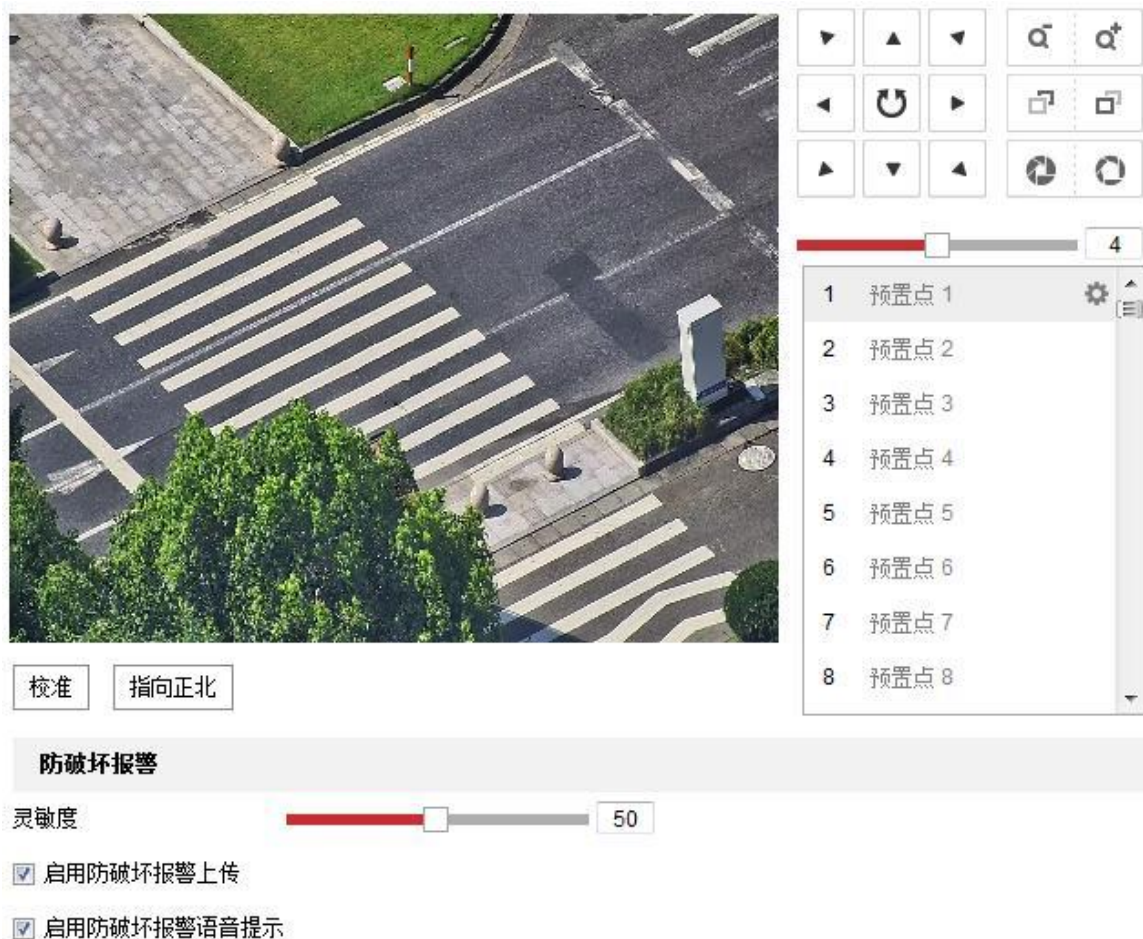 4
1 预置点 1
2 预置点 2
3 预置点 3
4 预置点 4
5 预置点 5
6 预置点 6
7 预置点 7
8 预置点 8
校准 指向正北
防破坏报警
灵敏度 50
启用防破坏报警上传
启用防破坏报警语音提示